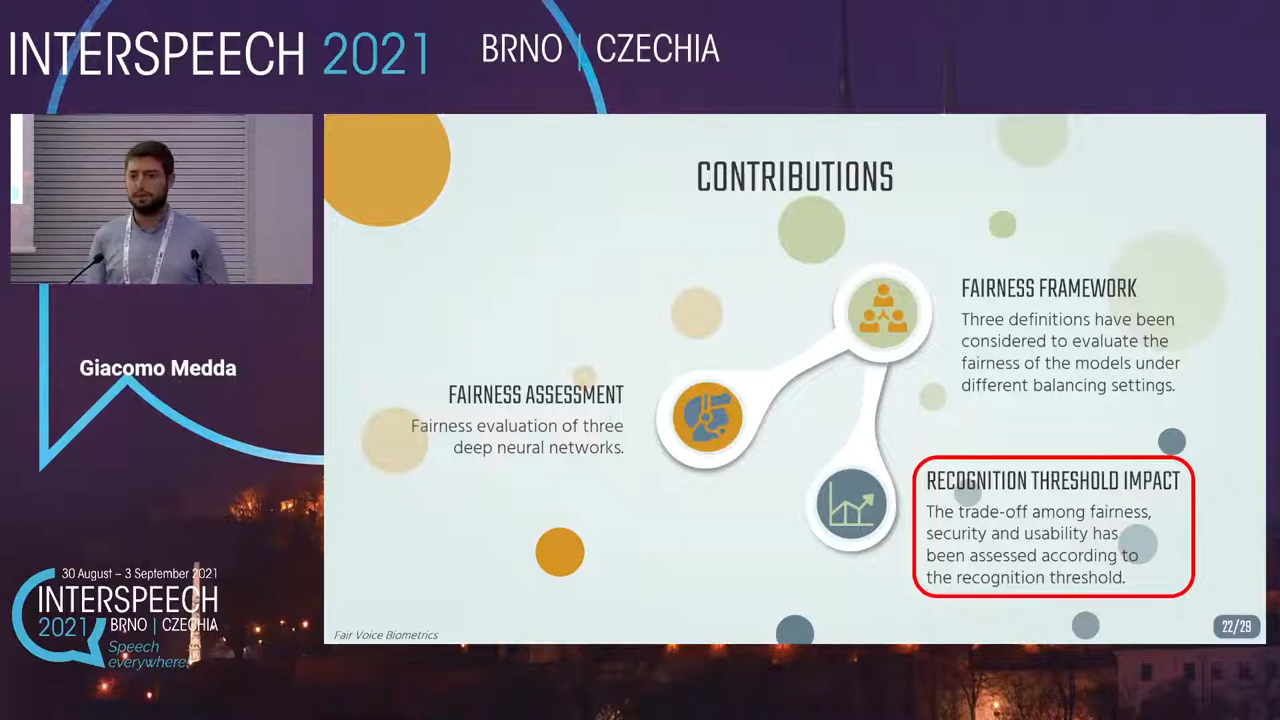 INTERSPEECH 2021
BRNO | CZECHIA
CONTRIBUTIONS
FAIRNESS FRAMEWORK
Three definitions have been
considered to evaluate the
fairness of the models under
different balancing settings.
Giacomo Medda
FAIRNESS ASSESSMENT
Fairness evaluation of three
deep neural networks.
RECOGNITION THRESHOLD IMPACT
The trade-off among fairness,
security and usability has
been assessed according to
the recognition threshold.
30 August – 3 September 2021
INTERSPEECH
2021 BRNO | CZECHIA
Speech
everywhere!
Fair Voice Biometrics
22/29